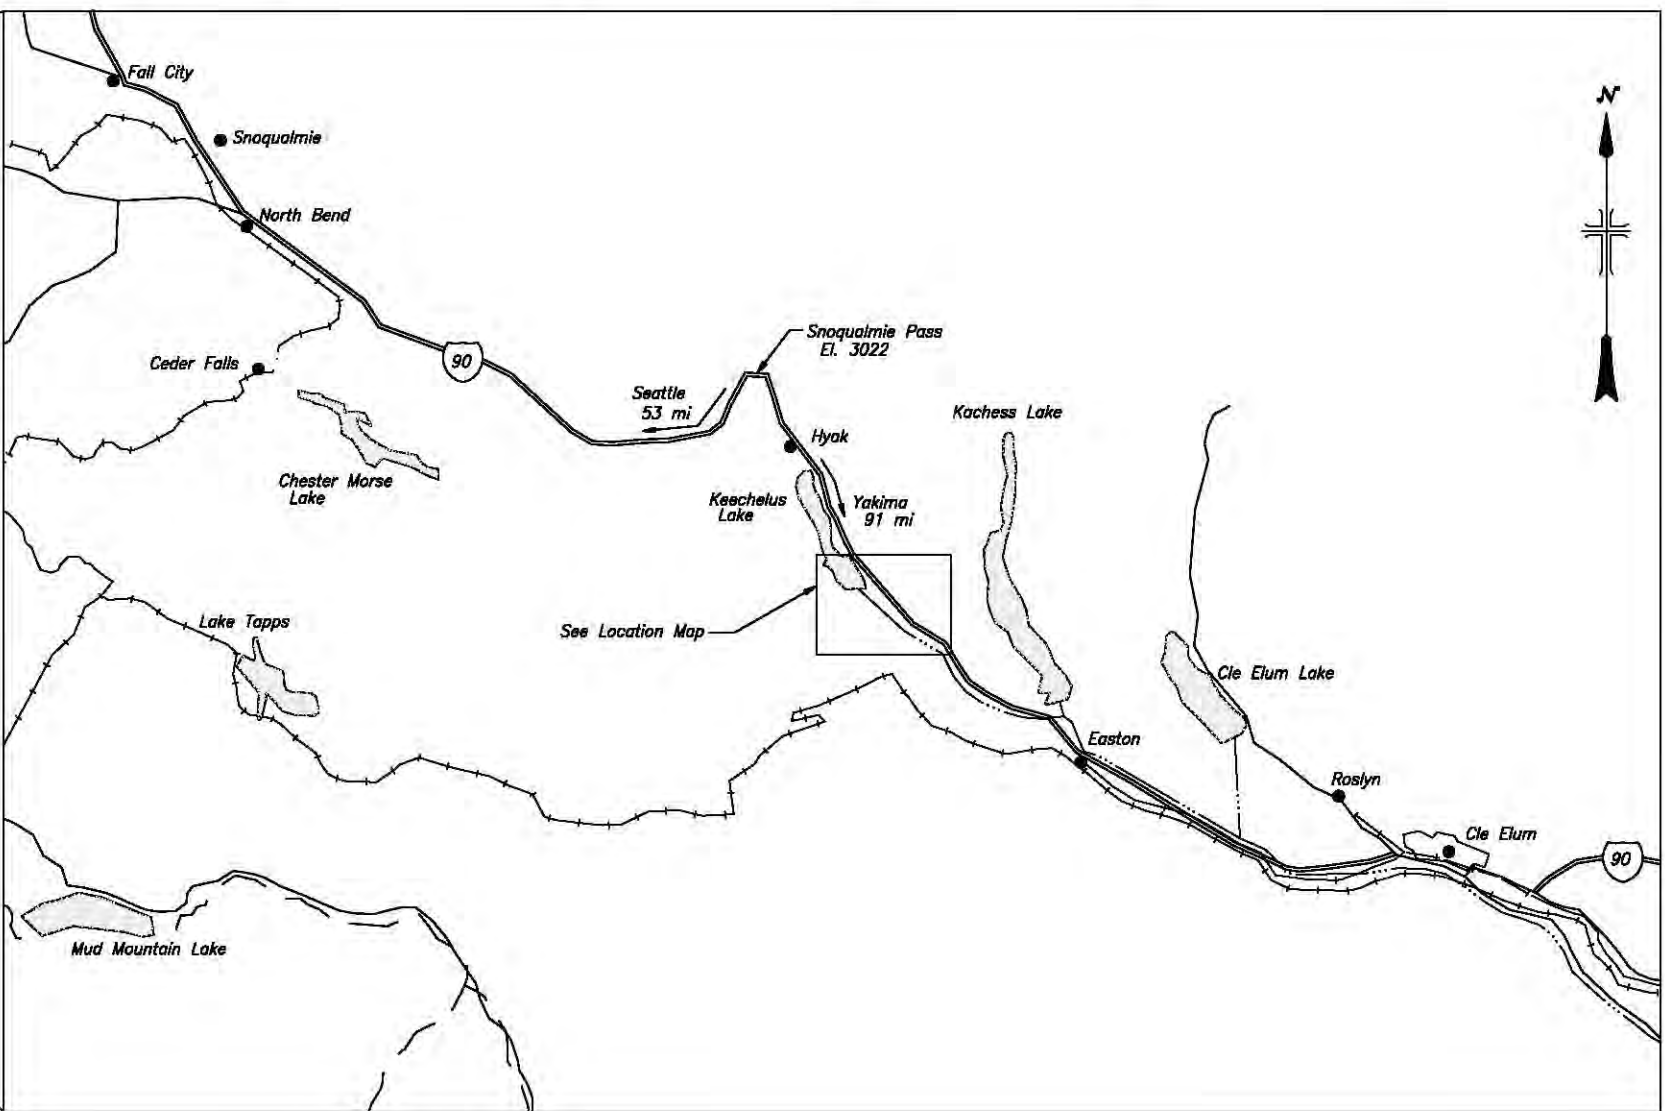 Fall City
N
Snoqualmie
North Bend
Snoqualmie Pass
El. 3022
90
Ceder Falls
Seattle
53 mi
Kachess Lake
Hyak
Chester Morse
Lake
Keechelus
Lake
Yakima
91 mi
Lake Tapps
See Location Map
Cle Elum Lake
Easton
Roslyn
Cle Elum
90
Mud Mountain Lake